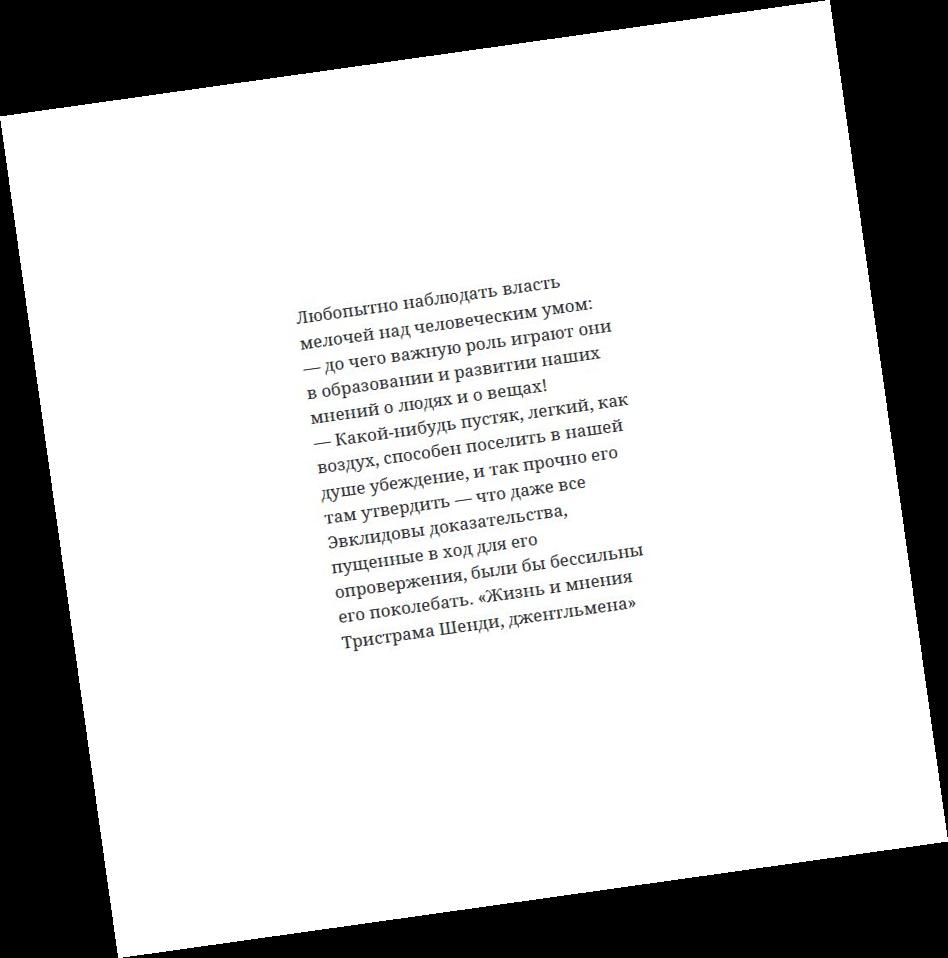 Любопытно наблюдать власть
мелочей над человеческим умом:
— до чего важную роль играют они
в образовании и развитии наших
мнений о людях и о вещах!
— Какой-нибудь пустяк, легкий, как
воздух, способен поселить в нашей
душе убеждение, и так прочно его
там утвердить — что даже все
Эвклидовы доказательства,
пущенные в ход для его
опровержения, были бы бессильны
его поколебать. «Жизнь и мнения
Тристрама Шенди, джентльмена»